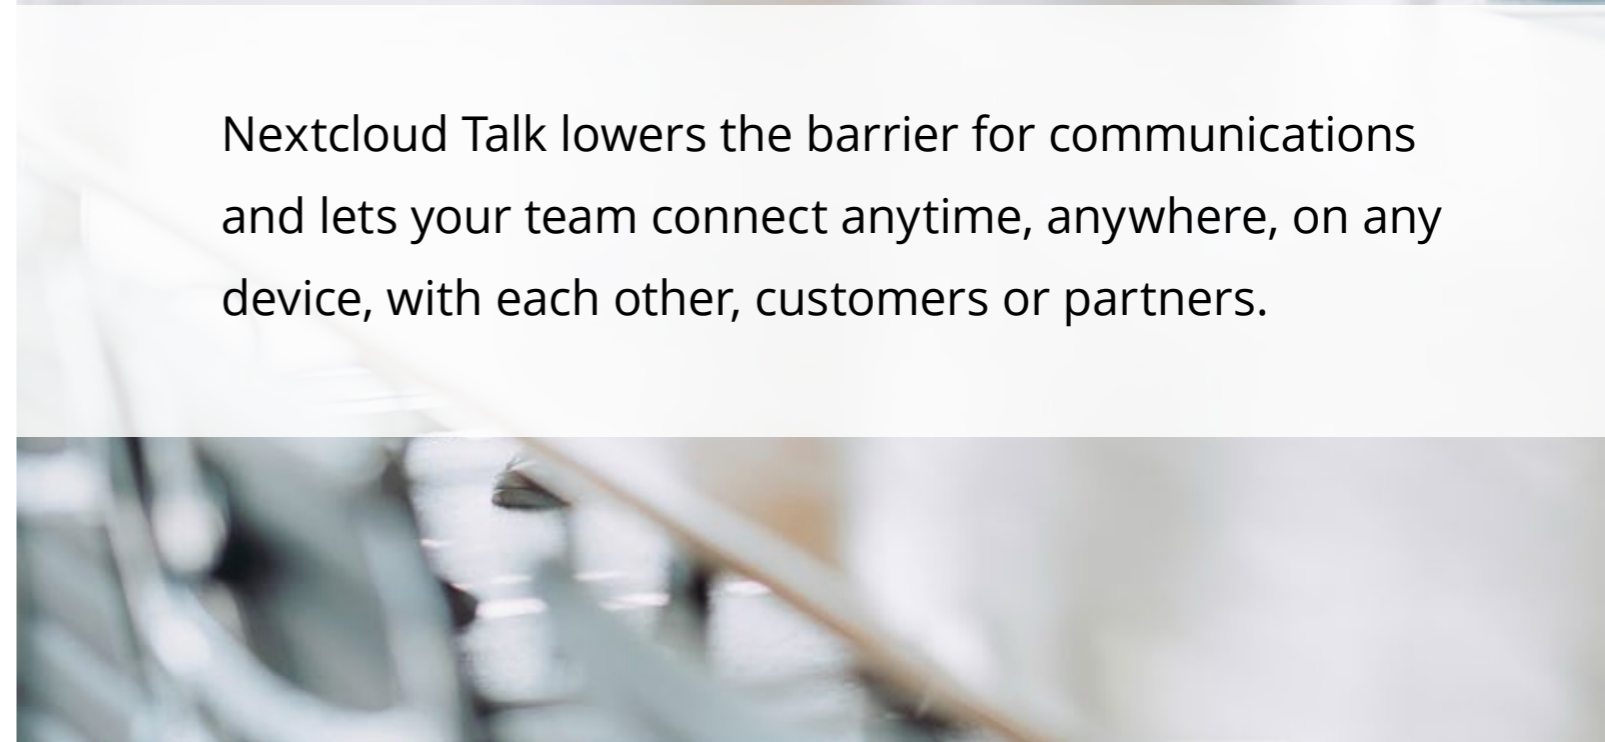 Nextcloud Talk lowers the barrier for communications
and lets your team connect anytime, anywhere, on any
device, with each other, customers or partners.